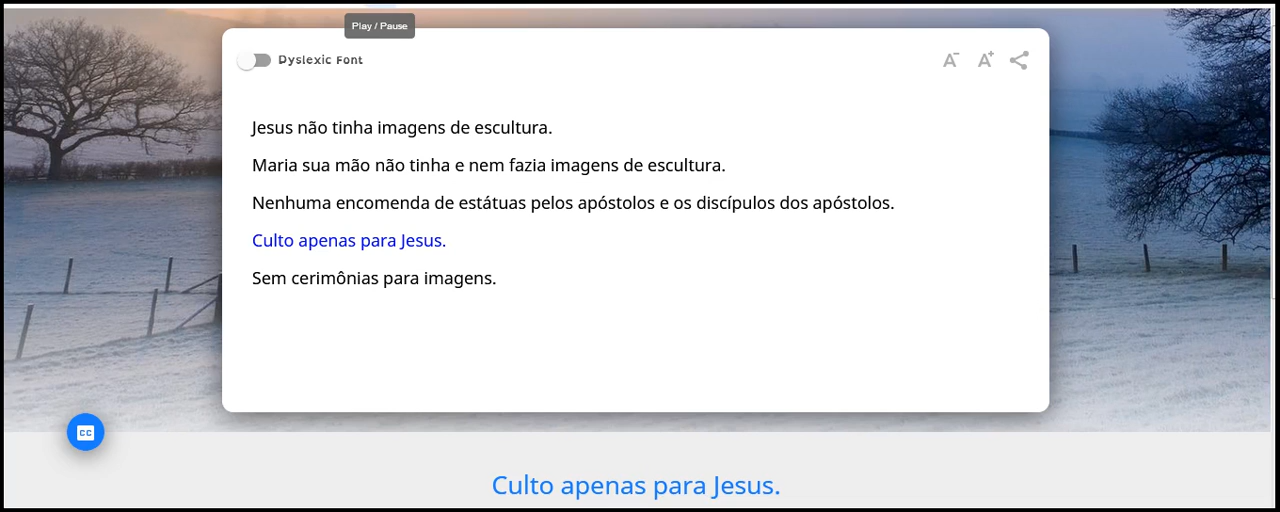 Play / Pause
Dyslexic Font
A-
A+
Jesus não tinha imagens de escultura.
Maria sua mão não tinha e nem fazia imagens de escultura.
Nenhuma encomenda de estátuas pelos apóstolos e os discípulos dos apóstolos.
Culto apenas para Jesus.
Sem cerimônias para imagens.
CC
Culto apenas para Jesus.